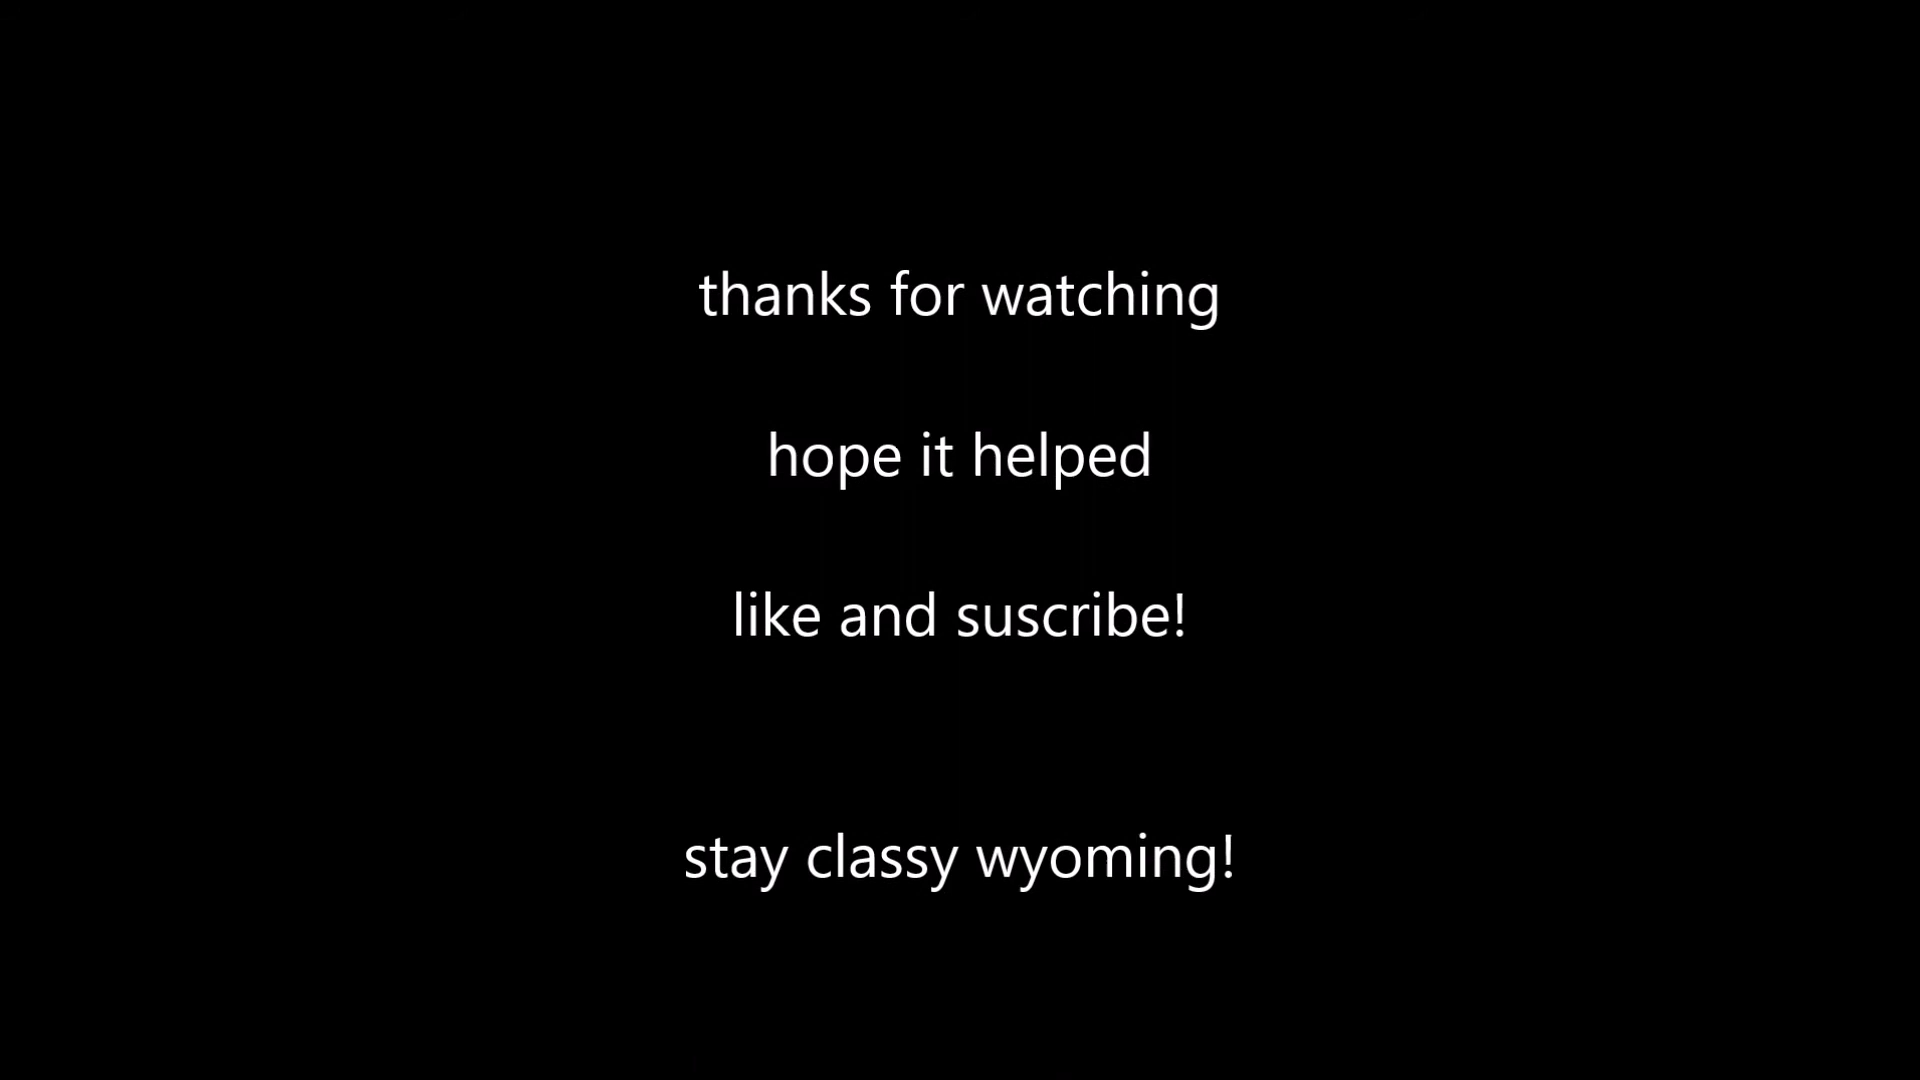 thanks for watching
hope it helped
like and suscribe!
stay classy wyoming!